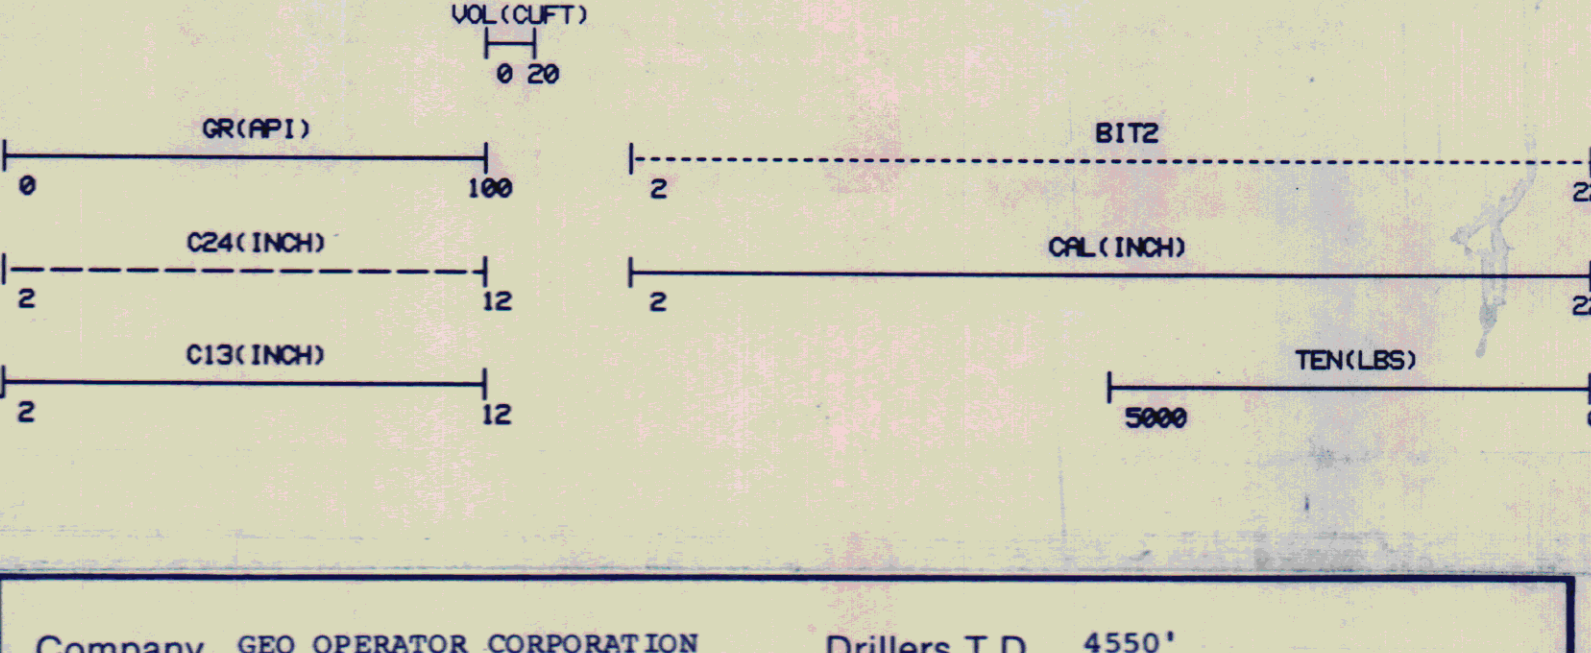 VOL(CUFT)
0 20
GR(API) BIT2
0 100 2
C24(INCH) CAL(INCH)
2 12 2
C13(INCH) TEN(LBS)
2 12 5000
Company GEO OPERATOR CORPORATION Drillers T.D. 4550'